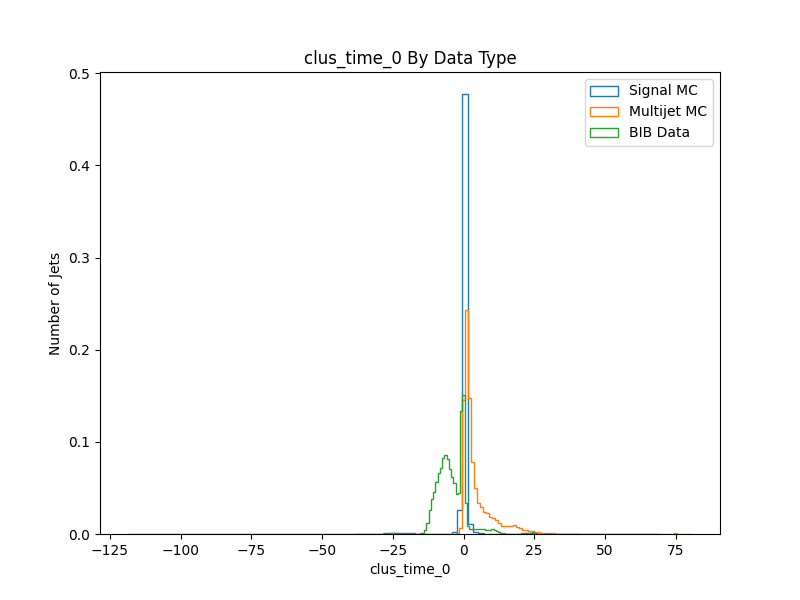 clus_time_0 By Data Type
Signal MC
Multijet MC
BIB Data
Number of Jets
0.5
0.4
0.3
0.2
0.1
0.0
−125
−100
−75
−50
−25
0
25
50
75
clus_time_0